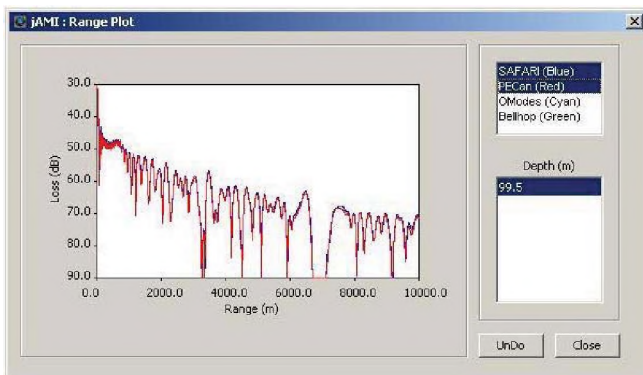 jAMI : Range Plot
30.0
40.0
50.0
60.0
70.0
80.0
90.0
Loss (dB)
0.0 2000.0 4000.0 6000.0 8000.0 10000.0
Range (m)
SAFARI (Blue)
PECan (Red)
OModes (Cyan)
Bellhop (Green)
Depth (m)
99.5
UnDo Close